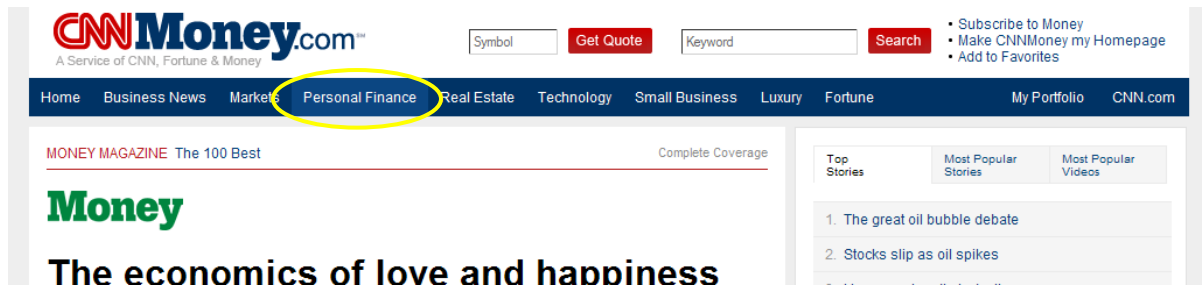 CNNMoney.com™
A Service of CNN, Fortune & Money
Symbol Get Quote Keyword Search
• Subscribe to Money
• Make CNNMoney my Homepage
• Add to Favorites
Home Business News Markets Personal Finance Real Estate Technology Small Business Luxury Fortune My Portfolio CNN.com
MONEY MAGAZINE The 100 Best Complete Coverage
Money
The economics of love and happiness
Top Stories
Most Popular Stories
Most Popular Videos
1. The great oil bubble debate
2. Stocks slip as oil spikes